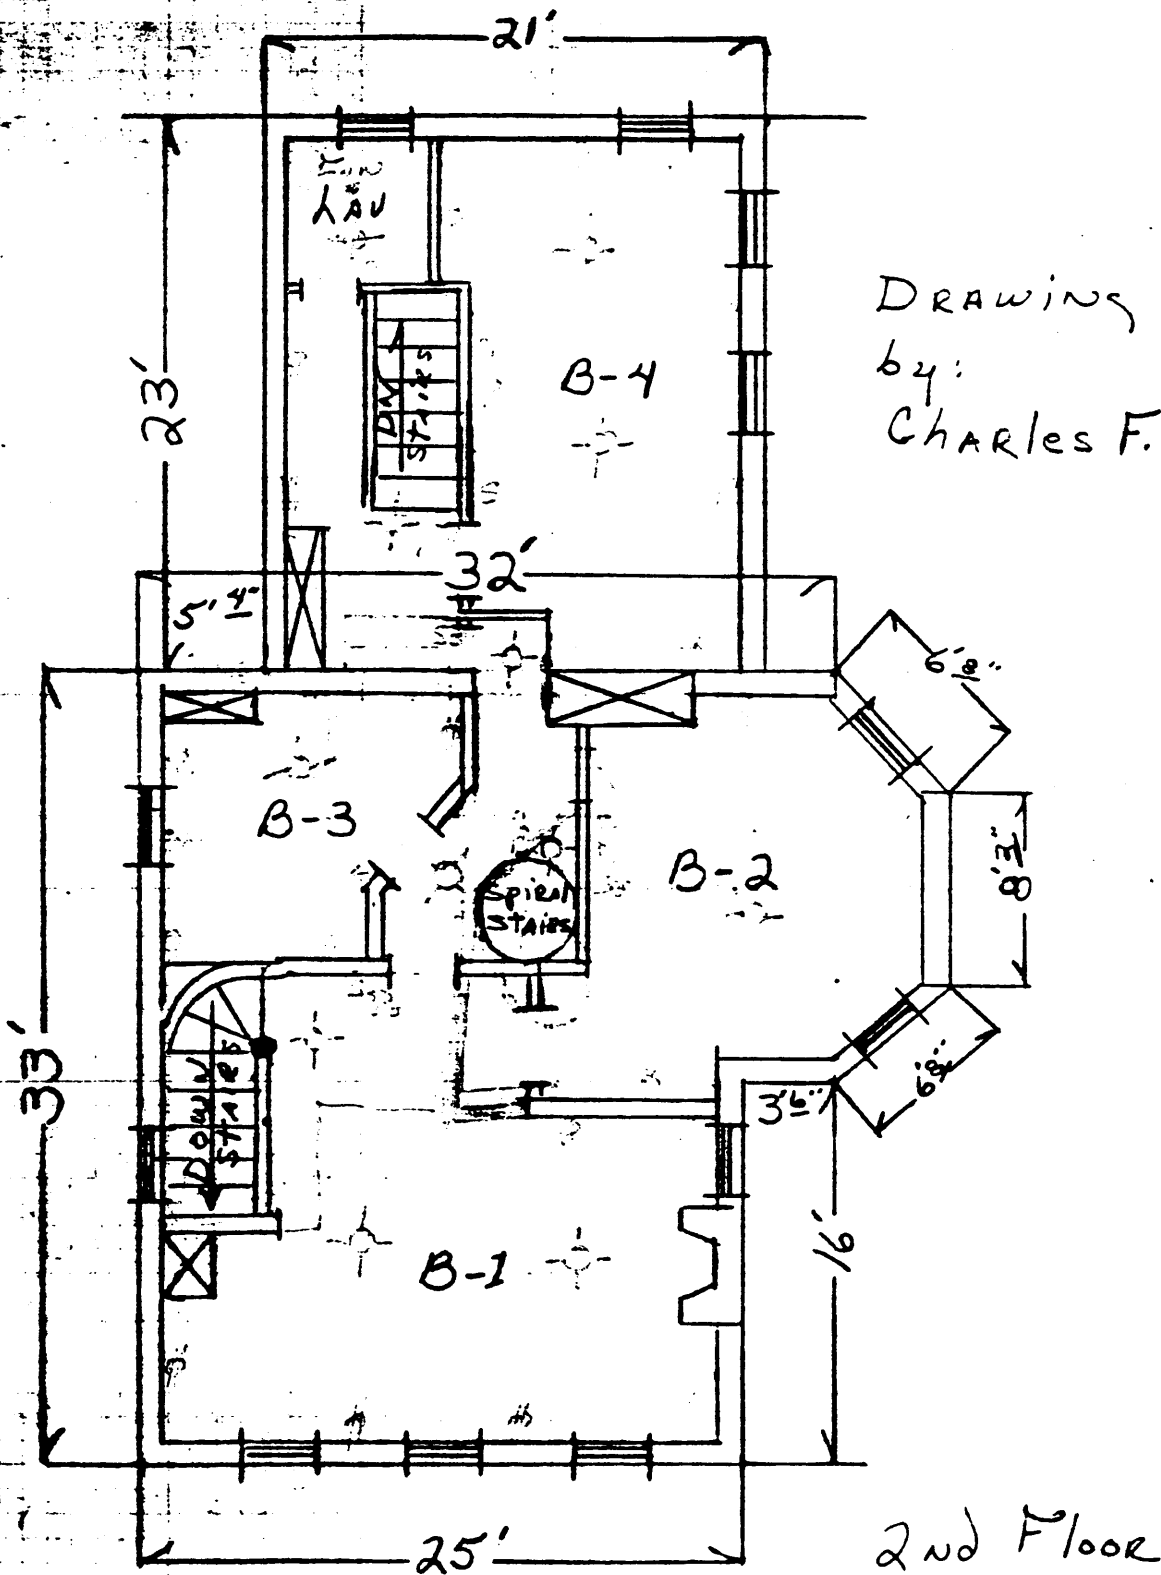 21'
LAV
DRAWING
by:
CHARles F.
B-4
DN
StAiRs
23'
32'
5' 4"
6' 8"
B-3
B-2
8' 3"
SpiRAl
StAiRs
33'
DOWN
StAiRs
3' 6"
6' 8"
16'
B-1
25'
2nd FlOOR